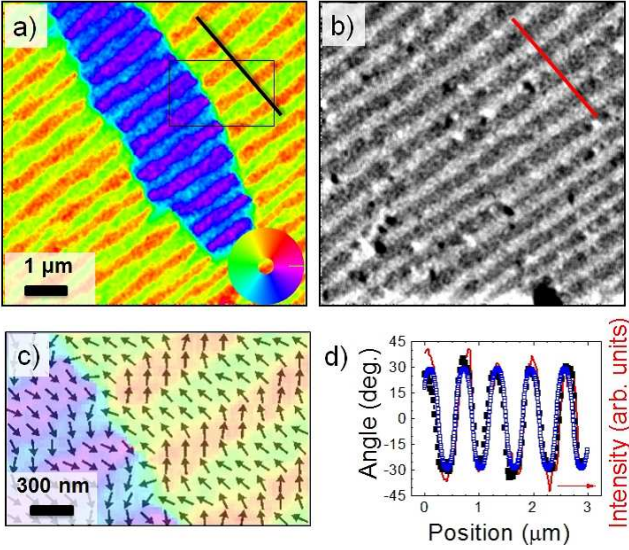 a)
b)
1 µm
c)
300 nm
d)
Angle (deg.)
45
30
15
0
-15
-30
-45
0
1
2
3
Position (µm)
Intensity (arb. units)